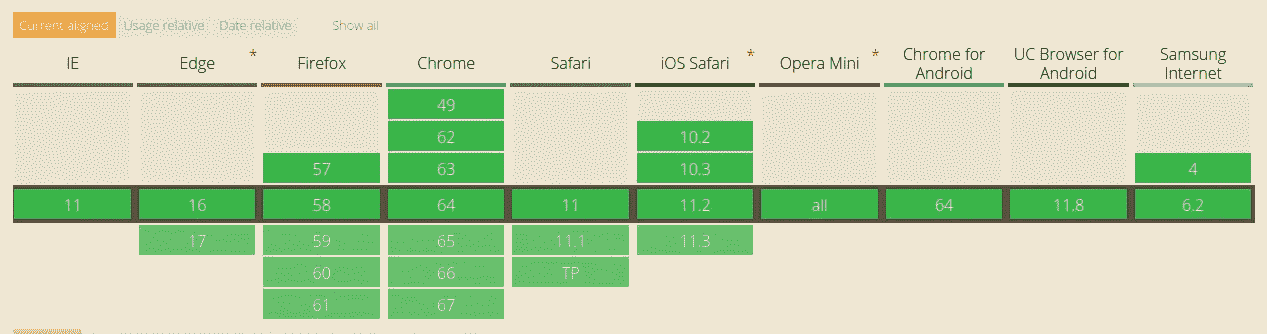 Current aligned Usage relative Date relative Show all
IE Edge * Firefox Chrome Safari iOS Safari * Opera Mini * Chrome for Android UC Browser for Android Samsung Internet
49
62 10.2
57 63 10.3 4
11 16 58 64 11 11.2 all 64 11.8 6.2
17 59 65 11.1 11.3
60 66 TP
61 67